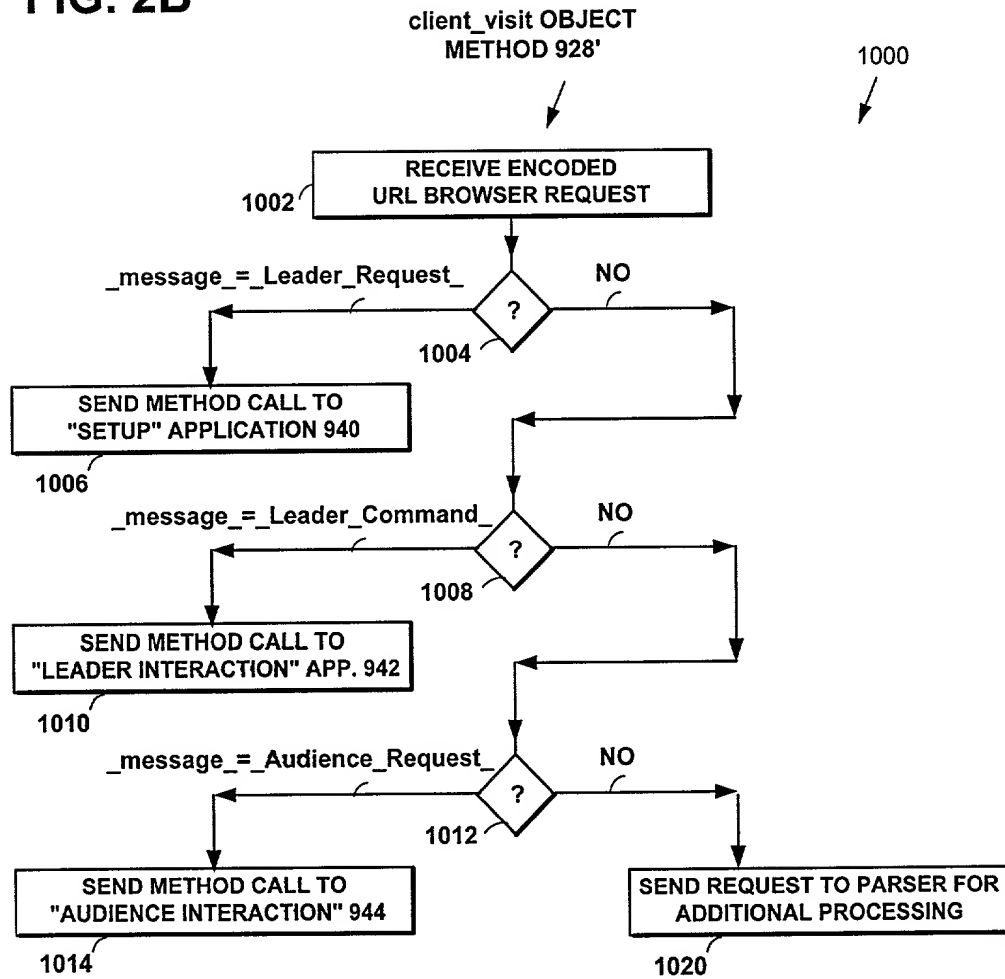 FIG. 2B
client_visit OBJECT
METHOD 928'
1000
RECEIVE ENCODED
URL BROWSER REQUEST
1002
_message_=_Leader_Request_
NO
?
1004
SEND METHOD CALL TO
"SETUP" APPLICATION 940
1006
_message_=_Leader_Command_
NO
?
1008
SEND METHOD CALL TO
"LEADER INTERACTION" APP. 942
1010
_message_=_Audience_Request_
NO
?
1012
SEND METHOD CALL TO
"AUDIENCE INTERACTION" 944
1014
SEND REQUEST TO PARSER FOR
ADDITIONAL PROCESSING
1020